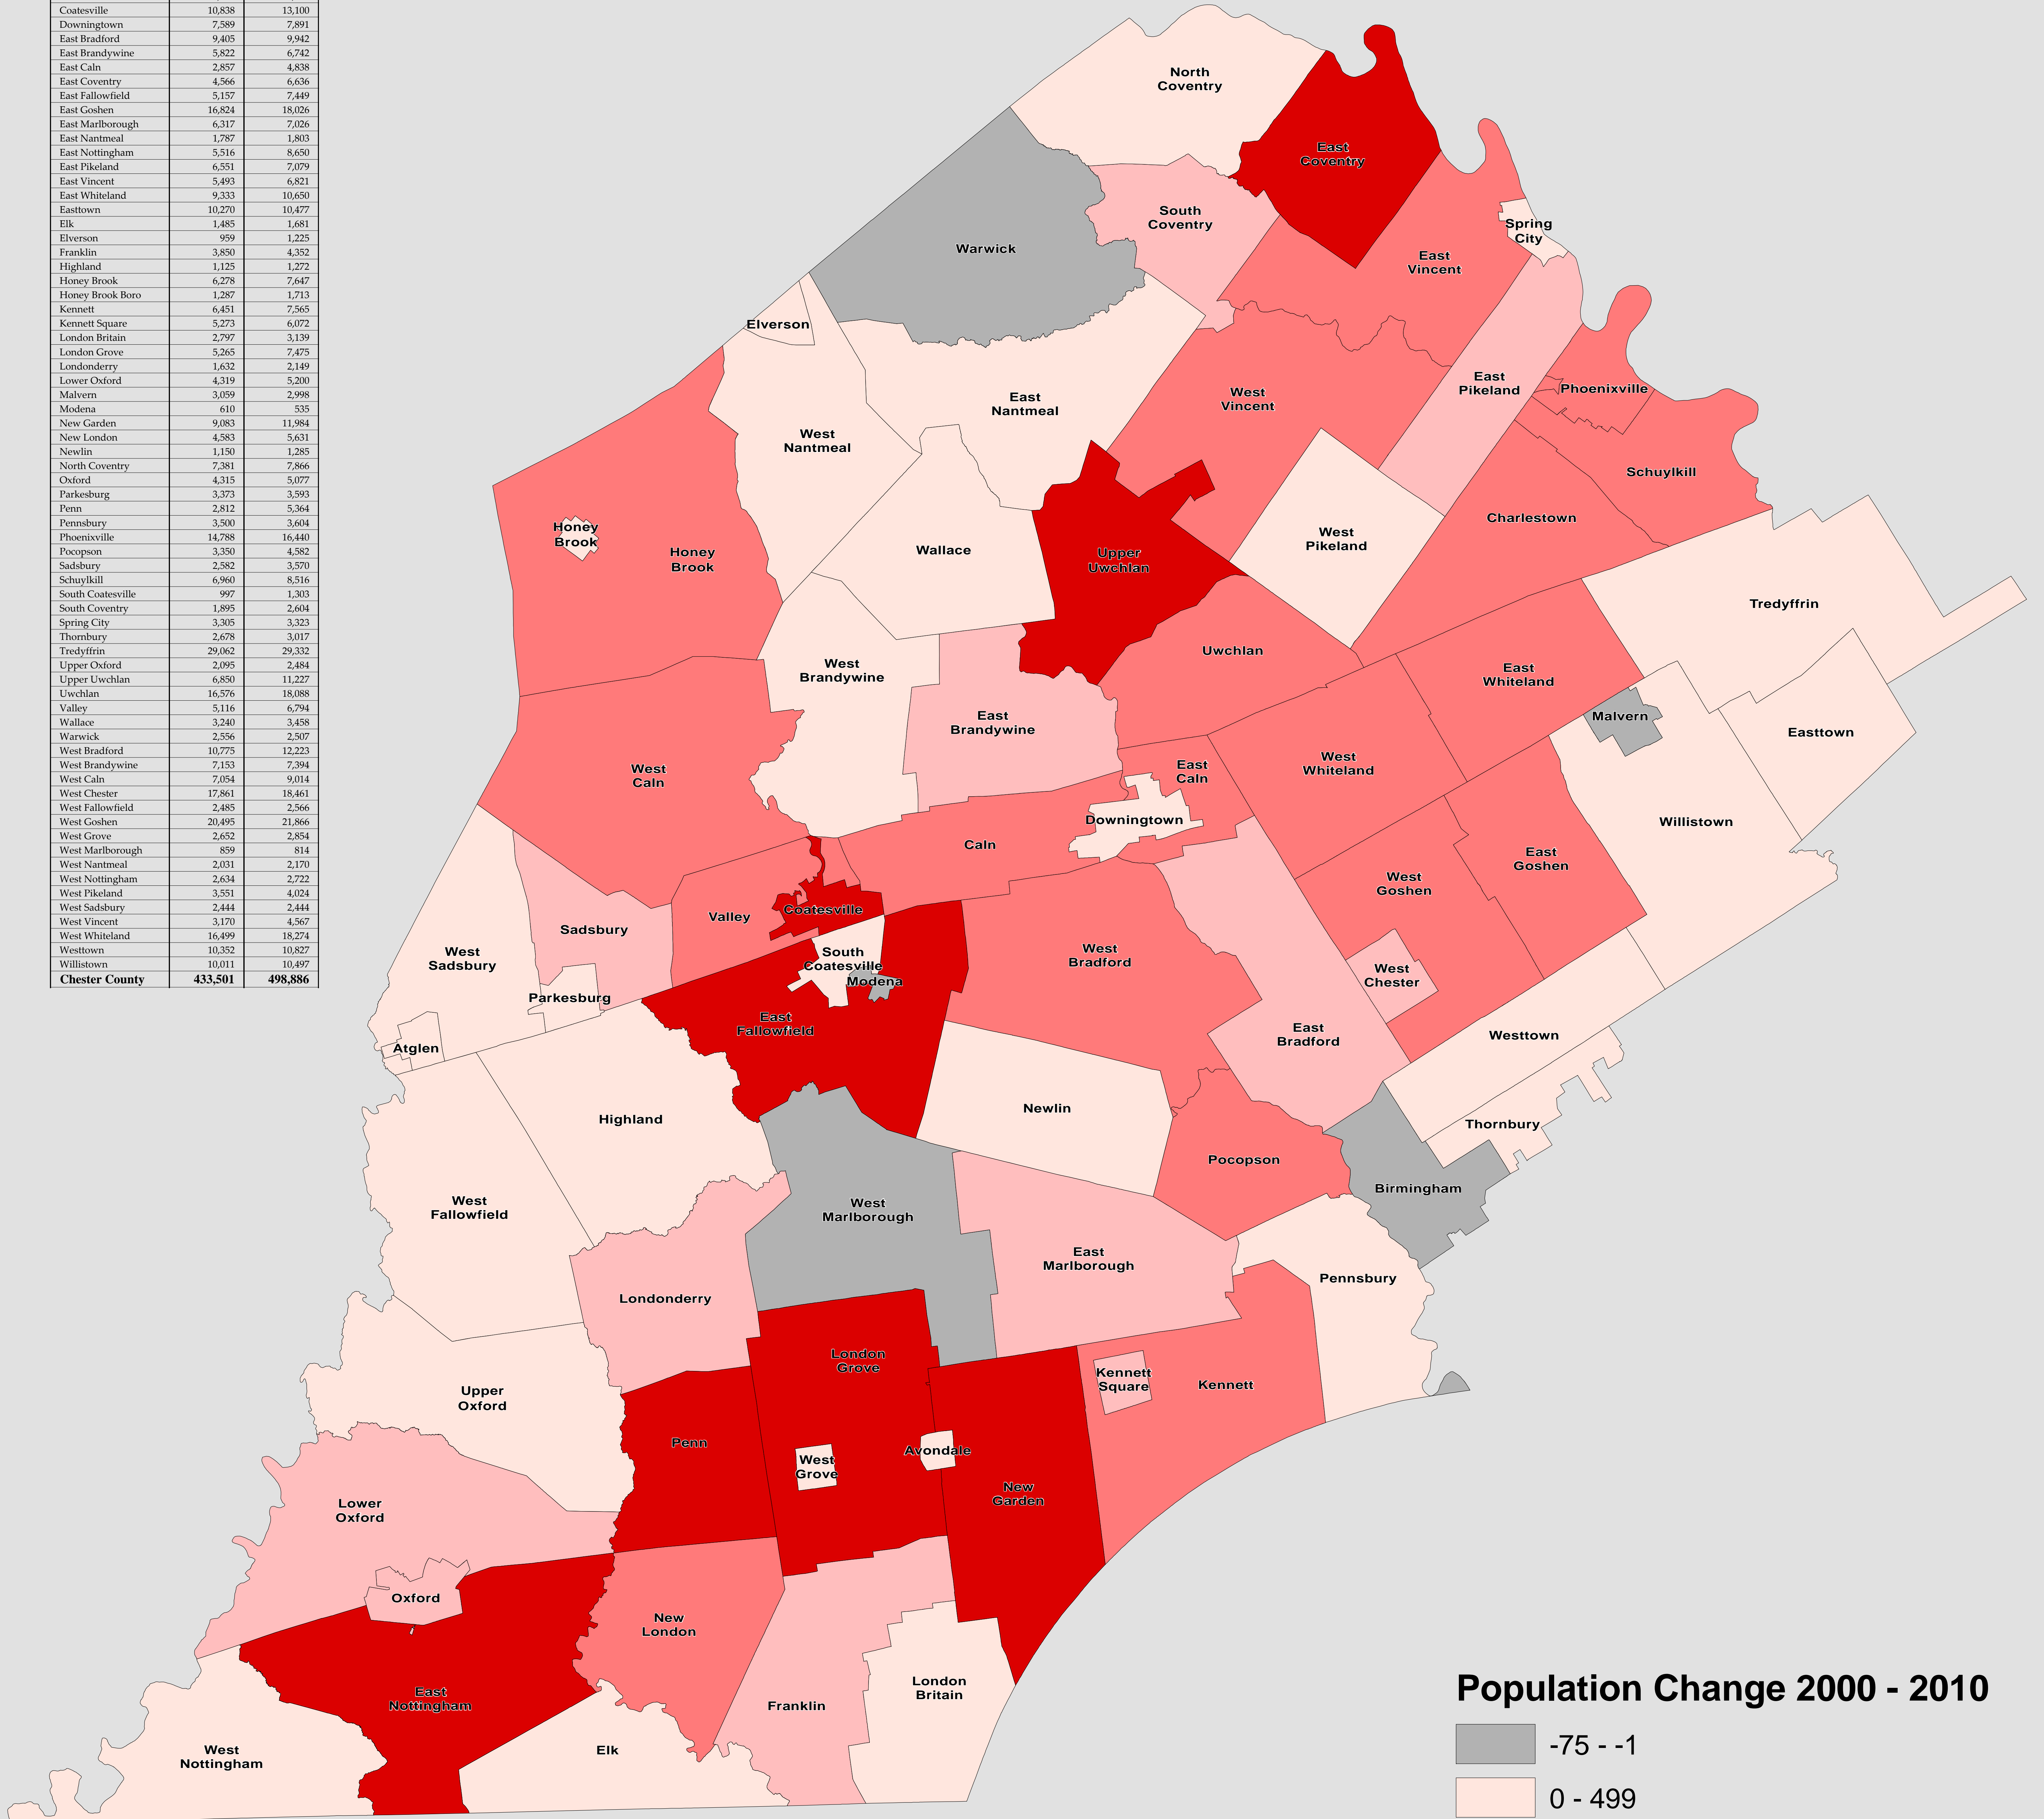 Coatesville 10,838 13,100
Downingtown 7,589 7,891
East Bradford 9,405 9,942
East Brandywine 5,822 6,742
East Caln 2,857 4,838
East Coventry 4,566 6,636
East Fallowfield 5,157 7,449
East Goshen 16,824 18,026
East Marlborough 6,317 7,026
East Nantmeal 1,787 1,803
East Nottingham 5,516 8,650
East Pikeland 6,551 7,079
East Vincent 5,493 6,821
East Whiteland 9,333 10,650
Easttown 10,270 10,477
Elk 1,485 1,681
Elverson 959 1,225
Franklin 3,850 4,352
Highland 1,125 1,272
Honey Brook 6,278 7,647
Honey Brook Boro 1,287 1,713
Kennett 6,451 7,565
Kennett Square 5,273 6,072
London Britain 2,797 3,139
London Grove 5,265 7,475
Londonderry 1,632 2,149
Lower Oxford 4,319 5,200
Malvern 3,059 2,998
Modena 610 535
New Garden 9,083 11,984
New London 4,583 5,631
Newlin 1,150 1,285
North Coventry 7,381 7,866
Oxford 4,315 5,077
Parkesburg 3,373 3,593
Penn 2,812 5,364
Pennsbury 3,500 3,604
Phoenixville 14,788 16,440
Pocopson 3,350 4,582
Sadsbury 2,582 3,570
Schuylkill 6,960 8,516
South Coatesville 997 1,303
South Coventry 1,895 2,604
Spring City 3,305 3,323
Thornbury 2,678 3,017
Tredyffrin 29,062 29,332
Upper Oxford 2,095 2,484
Upper Uwchlan 6,850 11,227
Uwchlan 16,576 18,088
Valley 5,116 6,794
Wallace 3,240 3,458
Warwick 2,556 2,507
West Bradford 10,775 12,223
West Brandywine 7,153 7,394
West Caln 7,054 9,014
West Chester 17,861 18,461
West Fallowfield 2,485 2,566
West Goshen 20,495 21,866
West Grove 2,652 2,854
West Marlborough 859 814
West Nantmeal 2,031 2,170
West Nottingham 2,634 2,722
West Pikeland 3,551 4,024
West Sadsbury 2,444 2,444
West Vincent 3,170 4,567
West Whiteland 16,499 18,274
Westtown 10,352 10,827
Willistown 10,011 10,497
Chester County 433,501 498,886
North
Coventry
East
Coventry
South
Coventry
Spring
City
Warwick
East
Vincent
Elverson
East
Pikeland
Phoenixville
West
Vincent
East
Nantmeal
West
Nantmeal
Schuylkill
Charlestown
Honey
Brook
Honey
Brook
Wallace
Upper
Uwchlan
West
Pikeland
Tredyffrin
Uwchlan
West
Brandywine
East
Whiteland
East
Brandywine
Malvern
Easttown
West
Caln
East
Caln
West
Whiteland
Downingtown
Willistown
Caln
East
Goshen
West
Goshen
Coatesville
Valley
Sadsbury
West
Sadsbury
South
Coatesville
Modena
West
Bradford
West
Chester
Parkesburg
East
Fallowfield
East
Bradford
Westtown
Atglen
Highland
Newlin
Thornbury
Pocopson
Birmingham
West
Fallowfield
West
Marlborough
East
Marlborough
Pennsbury
Londonderry
London
Grove
Kennett
Square
Kennett
Upper
Oxford
Penn
Avondale
West
Grove
New
Garden
Lower
Oxford
Oxford
New
London
East
Nottingham
London
Britain
Franklin
West
Nottingham
Elk
Population Change 2000 - 2010
-75 - -1
0 - 499